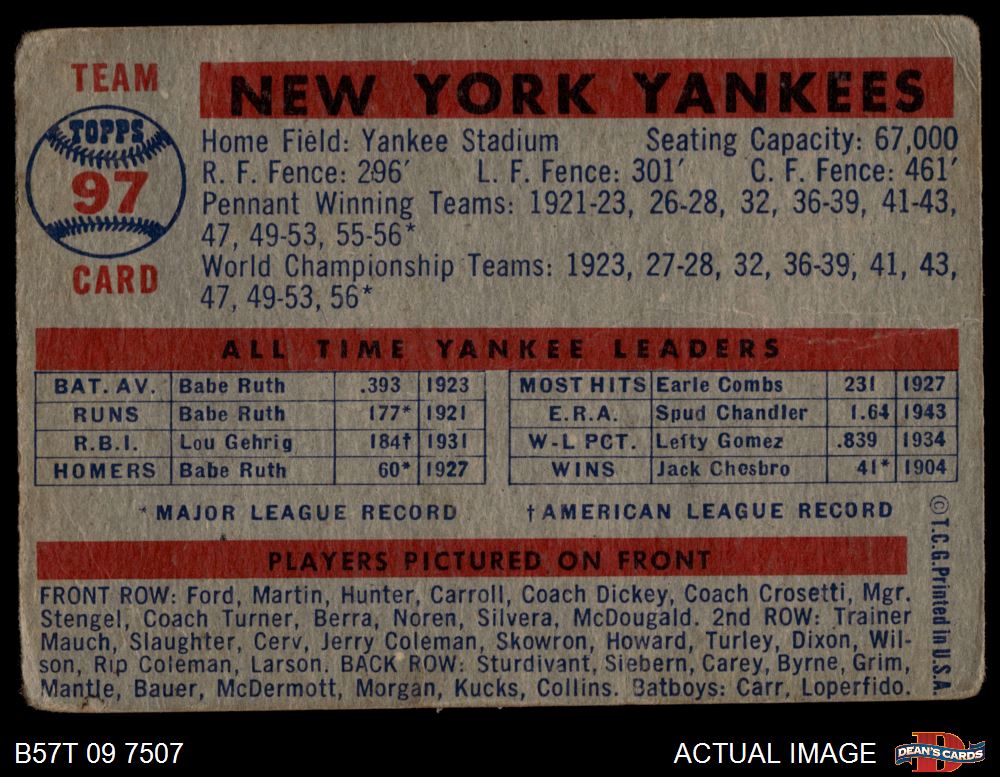 TEAM
TOPPS
97
CARD
NEW YORK YANKEES
Home Field: Yankee Stadium Seating Capacity: 67,000
R. F. Fence: 296′ L. F. Fence: 301′ C. F. Fence: 461′
Pennant Winning Teams: 1921-23, 26-28, 32, 36-39, 41-43,
47, 49-53, 55-56*
World Championship Teams: 1923, 27-28, 32, 36-39, 41, 43,
47, 49-53, 56*
ALL TIME YANKEE LEADERS
BAT. AV. Babe Ruth .393 1923 MOST HITS Earle Combs 231 1927
RUNS Babe Ruth 177* 1921 E.R.A. Spud Chandler 1.64 1943
R.B.I. Lou Gehrig 184† 1931 W-L PCT. Lefty Gomez .839 1934
HOMERS Babe Ruth 60* 1927 WINS Jack Chesbro 41* 1904
* MAJOR LEAGUE RECORD † AMERICAN LEAGUE RECORD
PLAYERS PICTURED ON FRONT
FRONT ROW: Ford, Martin, Hunter, Carroll, Coach Dickey, Coach Crosetti, Mgr.
Stengel, Coach Turner, Berra, Noren, Silvera, McDougald. 2nd ROW: Trainer
Mauch, Slaughter, Cerv, Jerry Coleman, Skowron, Howard, Turley, Dixon, Wil-
son, Rip Coleman, Larson. BACK ROW: Sturdivant, Siebern, Carey, Byrne, Grim,
Mantle, Bauer, McDermott, Morgan, Kucks, Collins. Batboys: Carr, Loperfido.
© T.C.G. Printed in U.S.A.
B57T 09 7507
ACTUAL IMAGE
D
DEAN'S CARDS